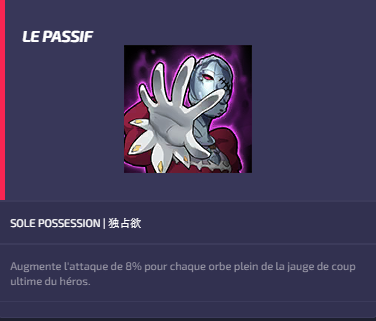 LE PASSIF
SOLE POSSESSION | 独占欲
Augmente l'attaque de 8% pour chaque orbe plein de la jauge de coup
ultime du héros.